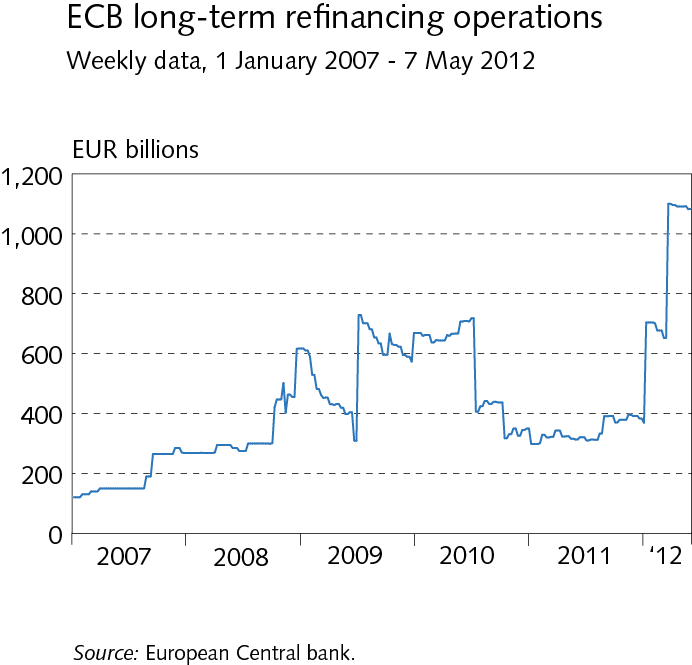 ECB long-term refinancing operations
Weekly data, 1 January 2007 - 7 May 2012
EUR billions
1,200
1,000
800
600
400
200
0
2007 2008 2009 2010 2011 '12
Source: European Central bank.